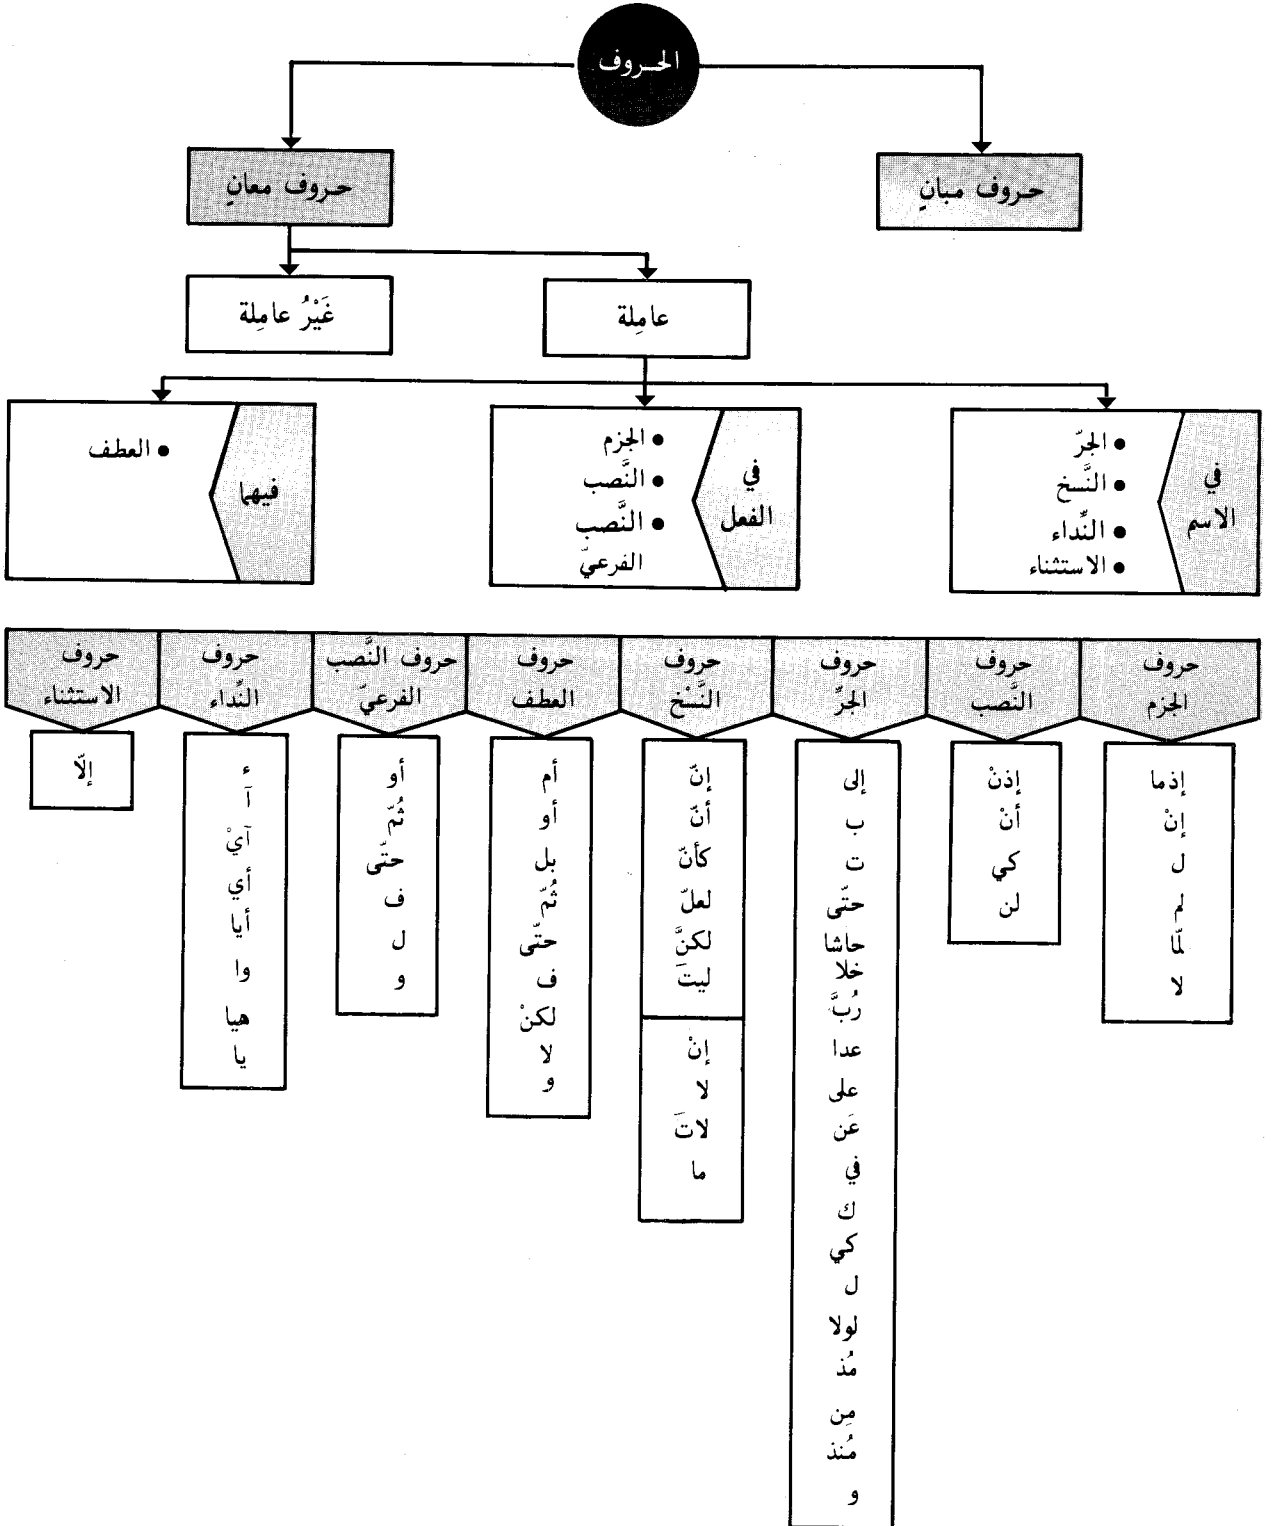 الحروف
حروف مبانٍ
حروف معانٍ
عامِلة
غَيْرُ عامِلة
في
الاسم
• الجرّ
• النَّسخ
• النِّداء
• الاستثناء
في
الفعل
• الجزم
• النَّصب
• النَّصب
الفرعيّ
فيهما
• العطف
حروف
الجزم
إذما
إنْ
ل
لم
لمّا
لا
حروف
النَّصب
إذنْ
أنْ
كي
لن
حروف
الجرّ
إلى
ب
ت
حتّى
حاشا
خلا
رُبَّ
عدا
على
عَن
في
ك
كي
ل
لولا
مُذ
مِن
مُنذ
و
حروف
النَّسْخ
إنّ
أنّ
كأنّ
لعلّ
لكنَّ
ليتَ
إنْ
لا
لاتَ
ما
حروف
العطف
أم
أو
بل
ثُمّ
حتّى
ف
لكنْ
لا
و
حروف النَّصب
الفرعيّ
أو
ثُمّ
حتّى
ف
ل
و
حروف
النِّداء
ء
آ
آيْ
أي
أيا
وا
هيا
يا
حروف
الاستثناء
إلّا